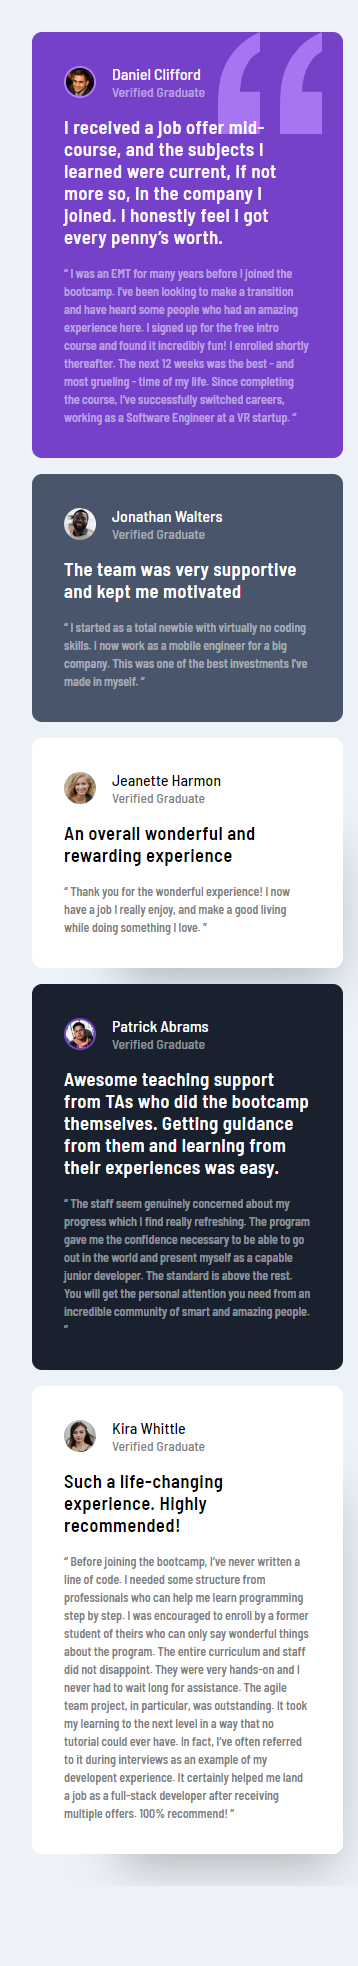 Daniel Clifford
Verified Graduate
I received a job offer mid-
course, and the subjects I
learned were current, if not
more so, in the company I
joined. I honestly feel I got
every penny’s worth.
“ I was an EMT for many years before I joined the
bootcamp. I’ve been looking to make a transition
and have heard some people who had an amazing
experience here. I signed up for the free intro
course and found it incredibly fun! I enrolled shortly
thereafter. The next 12 weeks was the best – and
most grueling – time of my life. Since completing
the course, I’ve successfully switched careers,
working as a Software Engineer at a VR startup. ”
Jonathan Walters
Verified Graduate
The team was very supportive
and kept me motivated
“ I started as a total newbie with virtually no coding
skills. I now work as a mobile engineer for a big
company. This was one of the best investments I’ve
made in myself. ”
Jeanette Harmon
Verified Graduate
An overall wonderful and
rewarding experience
“ Thank you for the wonderful experience! I now
have a job I really enjoy, and make a good living
while doing something I love. ”
Patrick Abrams
Verified Graduate
Awesome teaching support
from TAs who did the bootcamp
themselves. Getting guidance
from them and learning from
their experiences was easy.
“ The staff seem genuinely concerned about my
progress which I find really refreshing. The program
gave me the confidence necessary to be able to go
out in the world and present myself as a capable
junior developer. The standard is above the rest.
You will get the personal attention you need from an
incredible community of smart and amazing people.
”
Kira Whittle
Verified Graduate
Such a life-changing
experience. Highly
recommended!
“ Before joining the bootcamp, I’ve never written a
line of code. I needed some structure from
professionals who can help me learn programming
step by step. I was encouraged to enroll by a former
student of theirs who can only say wonderful things
about the program. The entire curriculum and staff
did not disappoint. They were very hands-on and I
never had to wait long for assistance. The agile
team project, in particular, was outstanding. It took
my learning to the next level in a way that no
tutorial could ever have. In fact, I’ve often referred
to it during interviews as an example of my
developent experience. It certainly helped me land
a job as a full-stack developer after receiving
multiple offers. 100% recommend! ”